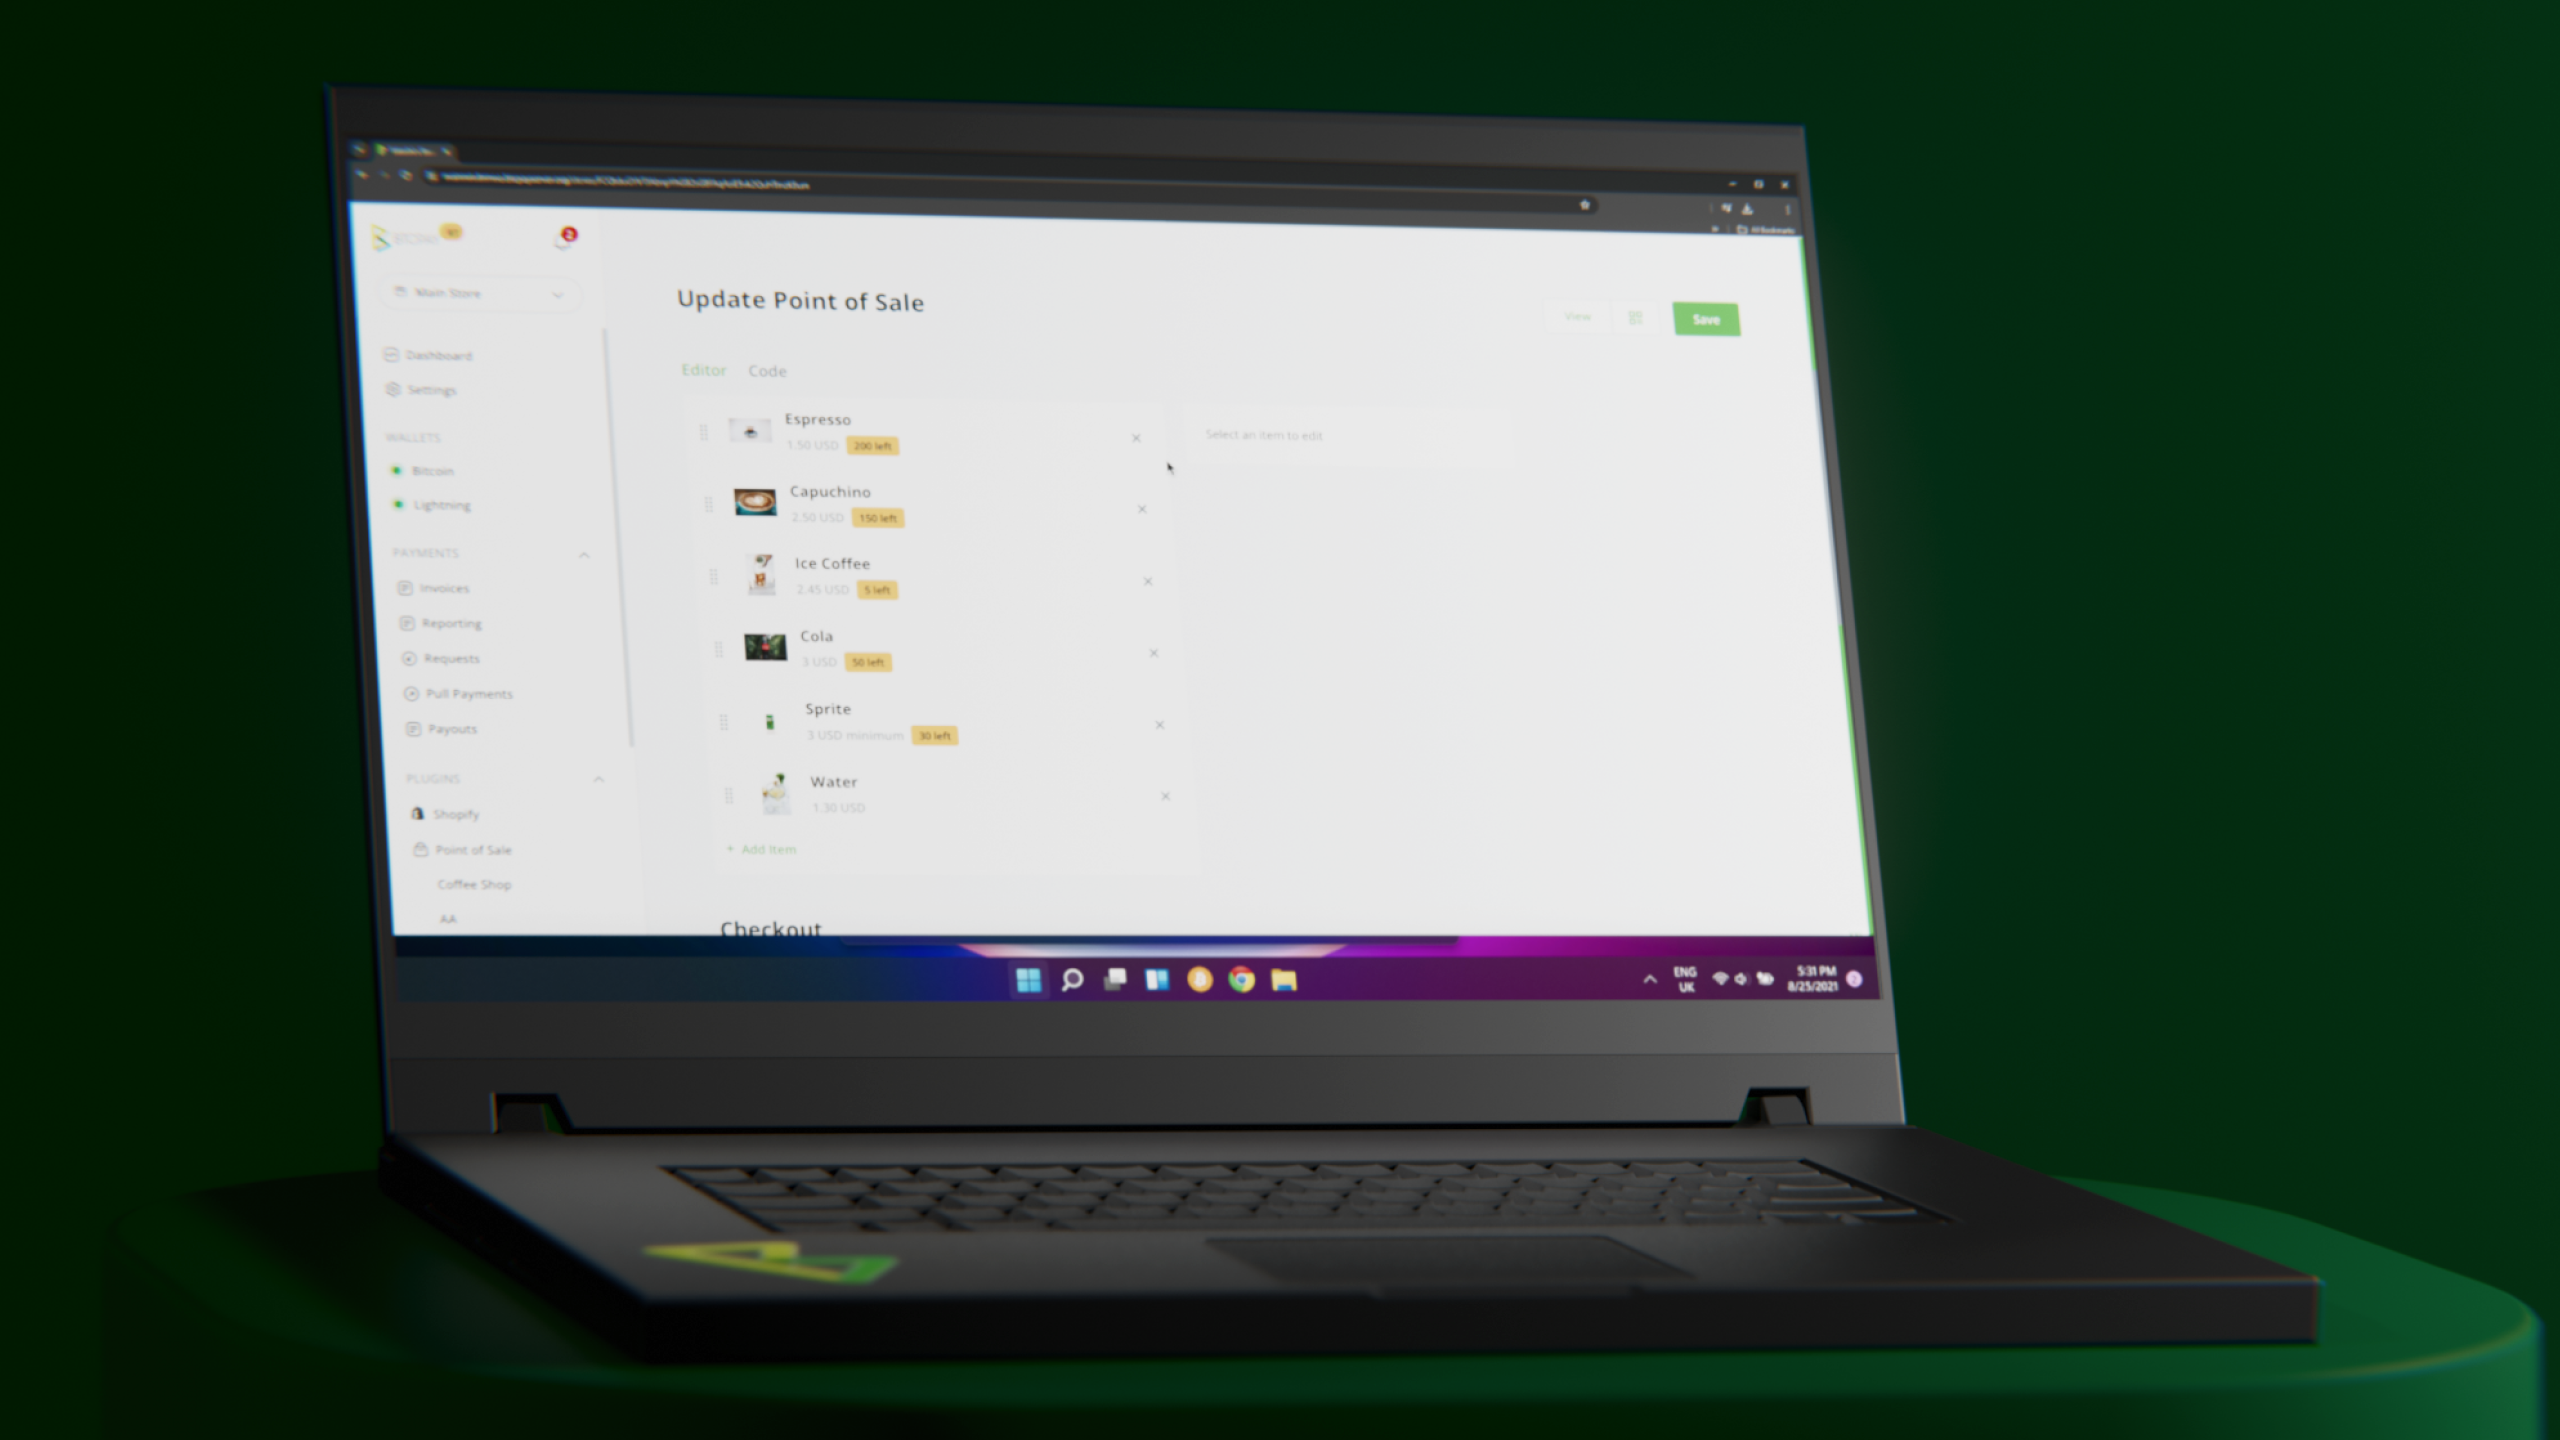 All Bookmarks
BTCPAY
2
Main Store
Update Point of Sale
View
Save
Dashboard
Settings
Editor Code
WALLETS
Bitcoin
Lightning
Espresso
1.50 USD 200 left
Select an item to edit
Capuchino
2.50 USD 150 left
PAYMENTS
Invoices
Reporting
Requests
Pull Payments
Payouts
Ice Coffee
2.45 USD 5 left
Cola
3 USD 50 left
Sprite
3 USD minimum 30 left
PLUGINS
Shopify
Point of Sale
Coffee Shop
AA
Water
1.30 USD
+ Add Item
Checkout
ENG
UK
5:31 PM
8/25/2021